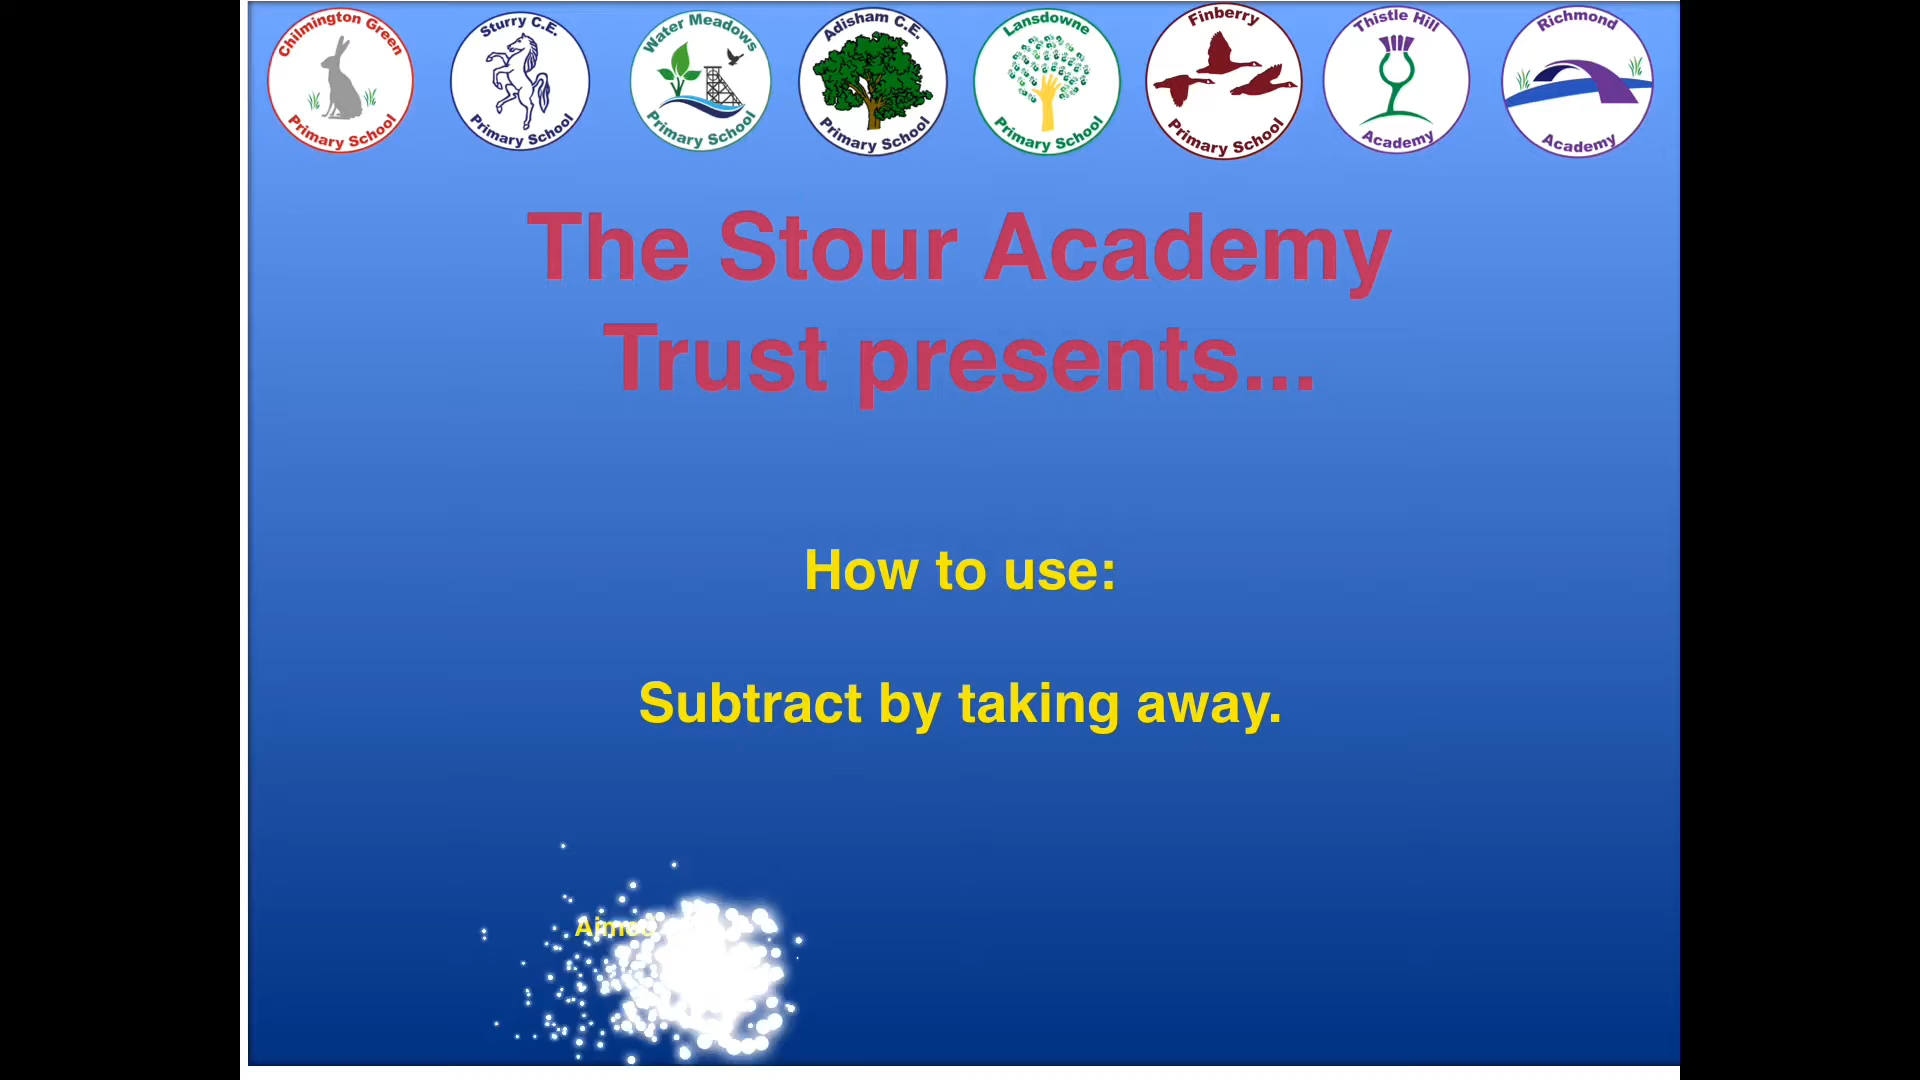 Chilmington Green
Primary School
Sturry C.E.
Primary School
Water Meadows
Primary School
Adisham C.E.
Primary School
Lansdowne
Primary School
Finberry
Primary School
Thistle Hill
Academy
Richmond
Academy
The Stour Academy
Trust presents...
How to use:
Subtract by taking away.